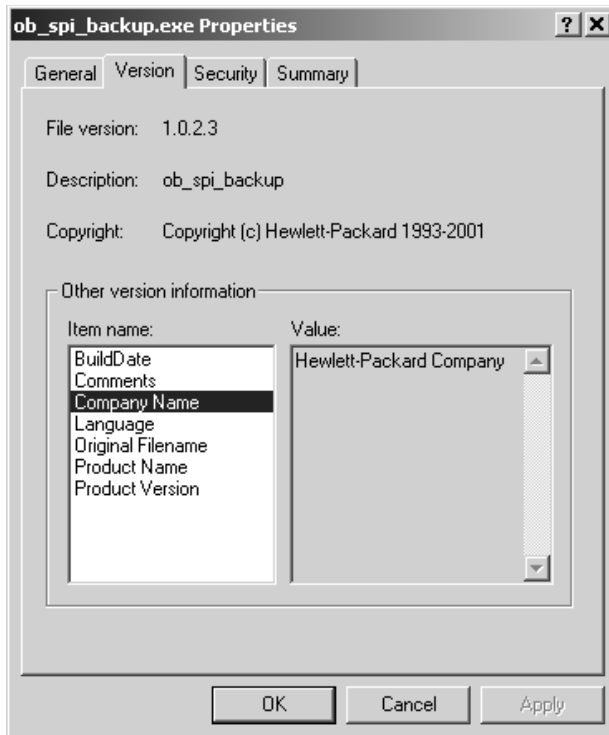 ob_spi_backup.exe Properties ? X
General Version Security Summary
File version: 1.0.2.3
Description: ob_spi_backup
Copyright: Copyright (c) Hewlett-Packard 1993-2001
Other version information
Item name: Value:
BuildDate Hewlett-Packard Company
Comments
Company Name
Language
Original Filename
Product Name
Product Version
OK Cancel Apply